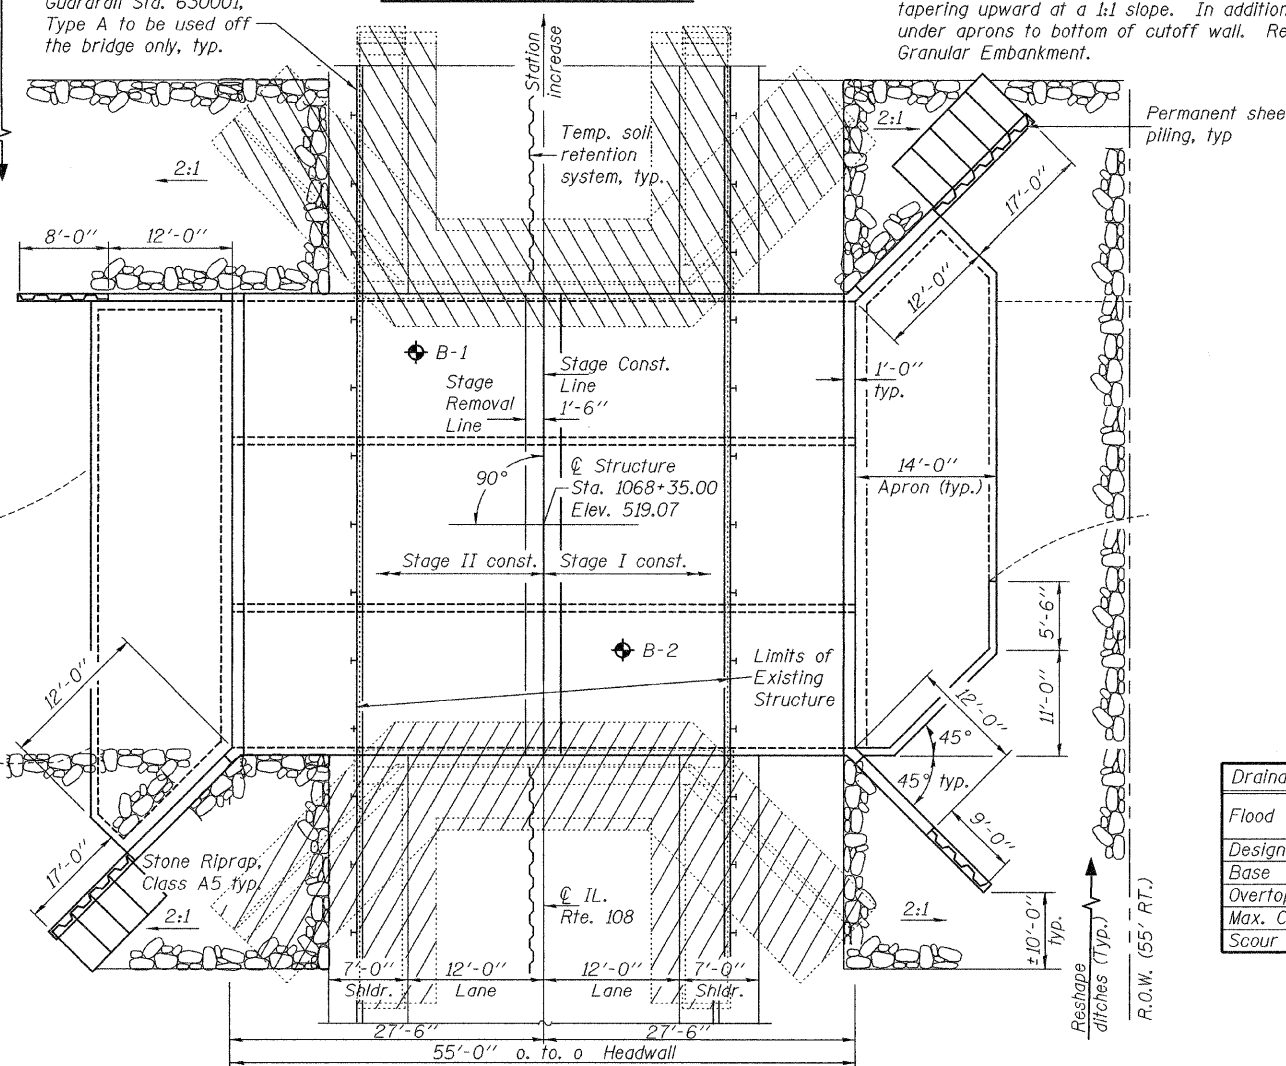 Guardrail Sta. 630001,
Type A to be used off
the bridge only, typ.
Station
increase
tapering upward at a 1:1 slope. In addition
under aprons to bottom of cutoff wall. Re
Granular Embankment.
Permanent shee
piling, typ
2:1
Temp. soil
retention
system, typ.
2:1
17'-0"
8'-0"
12'-0"
12'-0"
B-1
Stage Const.
Line
Stage
Removal
Line
1'-6"
1'-0"
typ.
90°
℄ Structure
Sta. 1068+35.00
Elev. 519.07
14'-0"
Apron (typ.)
Stage II const.
Stage I const.
5'-6"
B-2
Limits of
Existing
Structure
12'-0"
12'-0"
11'-0"
45°
45° typ.
9'-0"
17'-0"
Stone Riprap,
Class A5 typ.
2:1
℄ IL.
Rte. 108
2:1
±10'-0"
typ.
Reshape
ditches (Typ.)
R.O.W. (55' RT.)
7'-0"
Shldr.
12'-0"
Lane
12'-0"
Lane
7'-0"
Shldr.
27'-6"
27'-6"
55'-0" o. to. o Headwall
Flood
Design
Base
Max. C
Scour